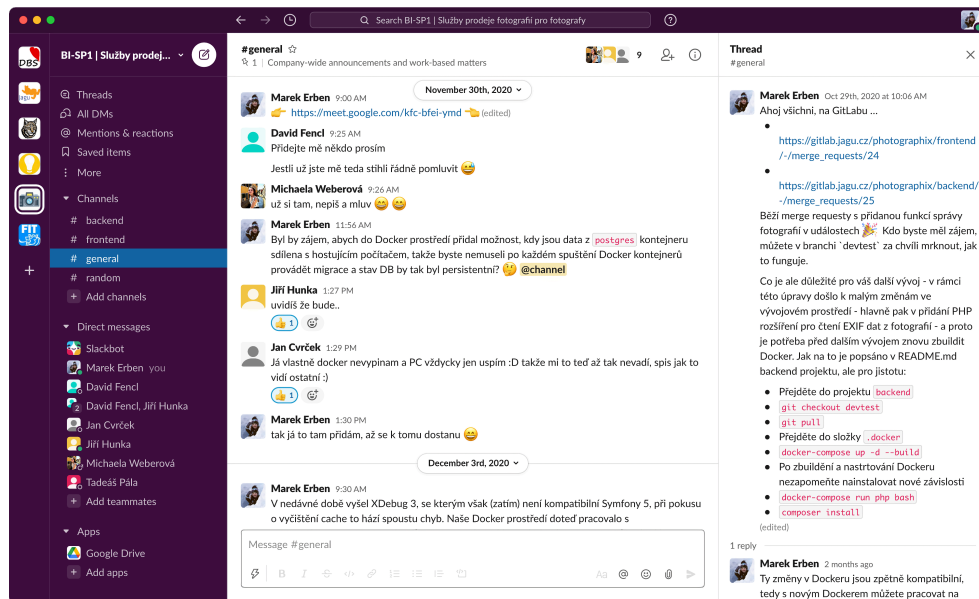 Search BI-SP1 | Služby prodeje fotografií pro fotografy
DBS
jagu
FIT
BI-SP1 | Služby prodej...
Threads
All DMs
Mentions & reactions
Saved items
More
Channels
# backend
# frontend
# general
# random
+ Add channels
Direct messages
Slackbot
Marek Erben you
David Fencl
2 David Fencl, Jiří Hunka
Jan Cvrček
Jiří Hunka
Michaela Weberová
Tadeáš Pála
+ Add teammates
Apps
Google Drive
+ Add apps
#general
9
1 | Company-wide announcements and work-based matters
November 30th, 2020
Marek Erben 9:00 AM
👉 https://meet.google.com/kfc-bfei-ymd 👈 (edited)
David Fencl 9:25 AM
Přidejte mě někdo prosím
Jestli už jste mě teda stihli řádně pomluvit 😅
Michaela Weberová 9:26 AM
už si tam, nepiš a mluv 😄 😄
Marek Erben 11:56 AM
Byl by zájem, abych do Docker prostředí přidal možnost, kdy jsou data z postgres kontejneru
sdílena s hostujícím počítačem, takže byste nemuseli po každém spuštění Docker kontejnerů
provádět migrace a stav DB by tak byl persistentní? 🤔 @channel
Jiří Hunka 1:27 PM
uvidíš že bude..
👍 1
Jan Cvrček 1:29 PM
Já vlastně docker nevypinam a PC vždycky jen uspím :D takže mi to teď až tak nevadí, spis jak to
vidí ostatní :)
👍 1
Marek Erben 1:30 PM
tak já to tam přidám, až se k tomu dostanu 😄
December 3rd, 2020
Marek Erben 9:30 AM
V nedávné době vyšel XDebug 3, se kterým však (zatím) není kompatibilní Symfony 5, při pokusu
o vyčištění cache to hází spoustu chyb. Naše Docker prostředí doteď pracovalo s
Message #general
Aa
Thread
#general
Marek Erben Oct 29th, 2020 at 10:06 AM
Ahoj všichni, na GitLabu ...
https://gitlab.jagu.cz/photographix/frontend
/-/merge_requests/24
https://gitlab.jagu.cz/photographix/backend/
-/merge_requests/25
Běží merge requesty s přidanou funkcí správy
fotografií v událostech 🎉 Kdo byste měl zájem,
můžete v branchi `devtest` za chvíli mrknout, jak
to funguje.
Co je ale důležité pro váš další vývoj - v rámci
této úpravy došlo k malým změnám ve
vývojovém prostředí - hlavně pak v přidání PHP
rozšíření pro čtení EXIF dat z fotografií - a proto
je potřeba před dalším vývojem znovu zbuildit
Docker. Jak na to je popsáno v README.md
backend projektu, ale pro jistotu:
Přejděte do projektu backend
git checkout devtest
git pull
Přejděte do složky .docker
docker-compose up -d --build
Po zbuildění a nastrtování Dockeru
nezapomeňte nainstalovat nové závislosti
docker-compose run php bash
composer install
(edited)
1 reply
Marek Erben 2 months ago
Ty změny v Dockeru jsou zpětně kompatibilní,
tedy s novým Dockerem můžete pracovat na